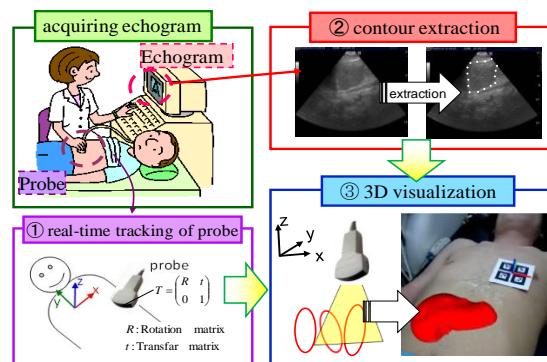 acquiring echogram
Echogram
Probe
② contour extraction
extraction
① real-time tracking of probe
probe
z
y
x
T = ( R t
0 1 )
R : Rotation matrix
t : Transfar matrix
③ 3D visualization
z
y
x